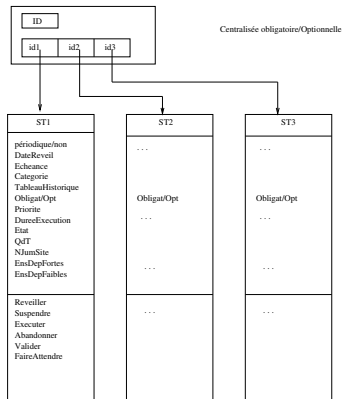 ID
Centralisée obligatoire/Optionnelle
id1 id2 id3
ST1 ST2 ST3
périodique/non
DateReveil
Echeance
Categorie
TableauHistorique
Obligat/Opt
Priorite
DureeExecution
Etat
QdT
NJumSite
EnsDepFortes
EnsDepFaibles
Reveiller
Suspendre
Executer
Abandonner
Valider
FaireAttendre
. . .
Obligat/Opt
. . .
. . .
. . .
. . .
Obligat/Opt
. . .
. . .
. . .